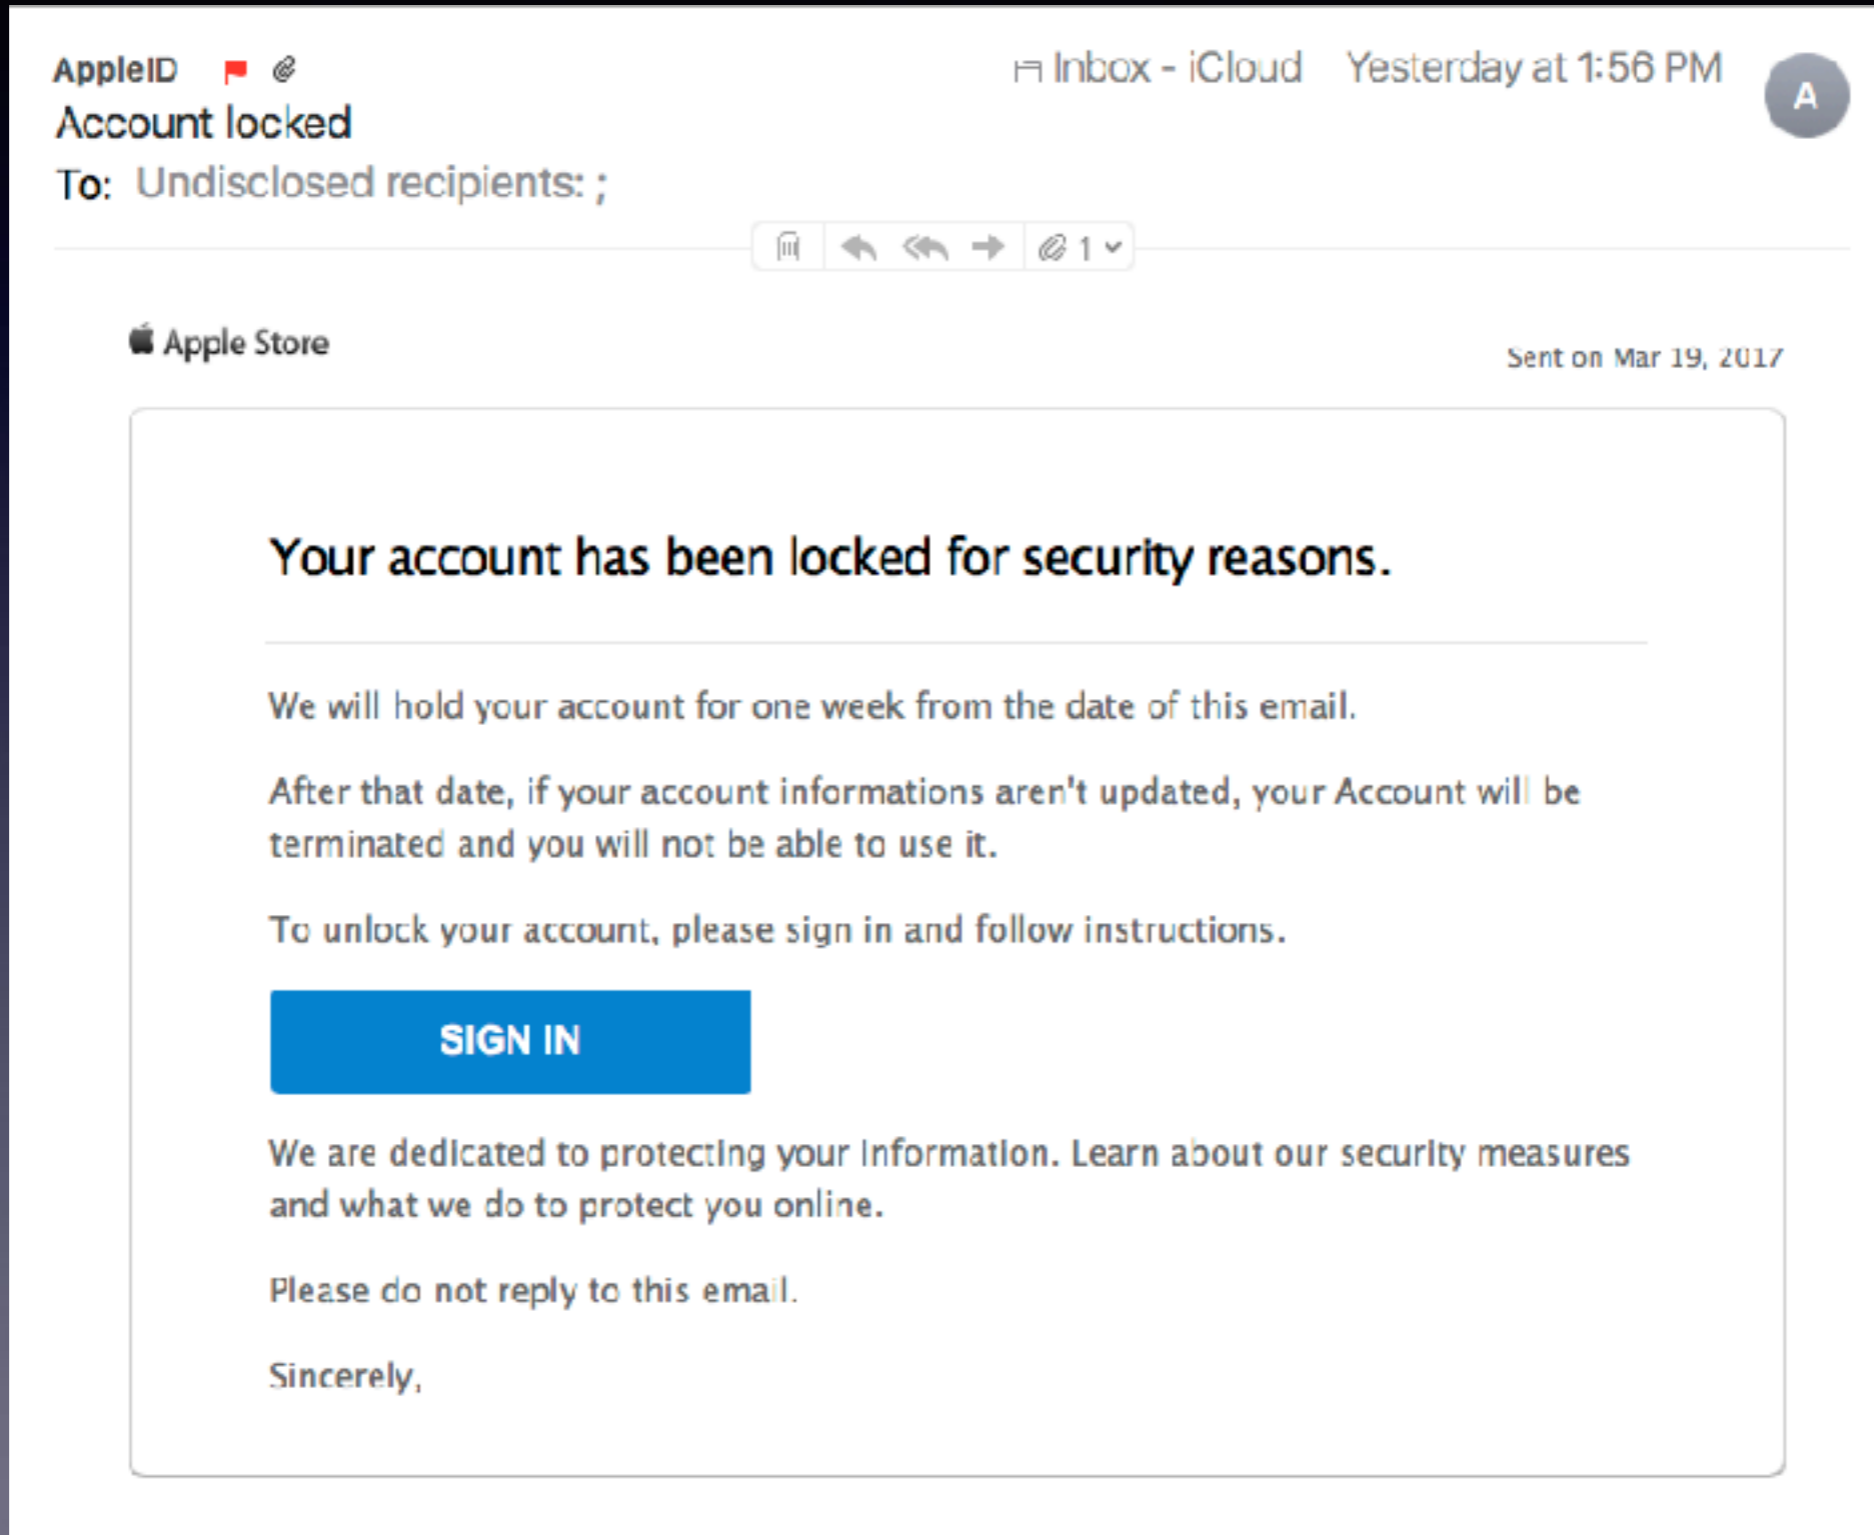 AppleID
Inbox - iCloud Yesterday at 1:56 PM
A
Account locked
To: Undisclosed recipients: ;
1
Apple Store
Sent on Mar 19, 2017
Your account has been locked for security reasons.
We will hold your account for one week from the date of this email.
After that date, if your account informations aren't updated, your Account will be
terminated and you will not be able to use it.
To unlock your account, please sign in and follow instructions.
SIGN IN
We are dedicated to protecting your information. Learn about our security measures
and what we do to protect you online.
Please do not reply to this email.
Sincerely,